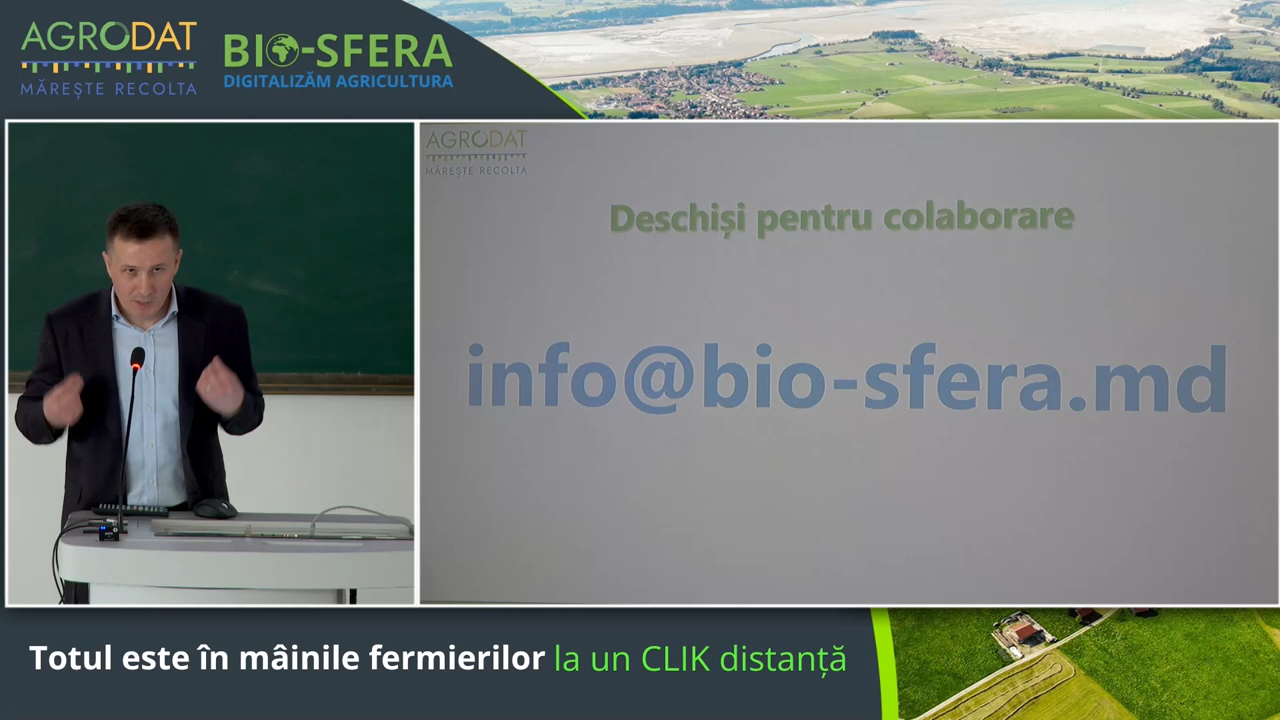 AGRODAT
MĂREȘTE RECOLTA
BIO-SFERA
DIGITALIZĂM AGRICULTURA
AGRODAT
MĂREȘTE RECOLTA
Deschiși pentru colaborare
info@bio-sfera.md
Totul este în mâinile fermierilor la un CLIK distanță